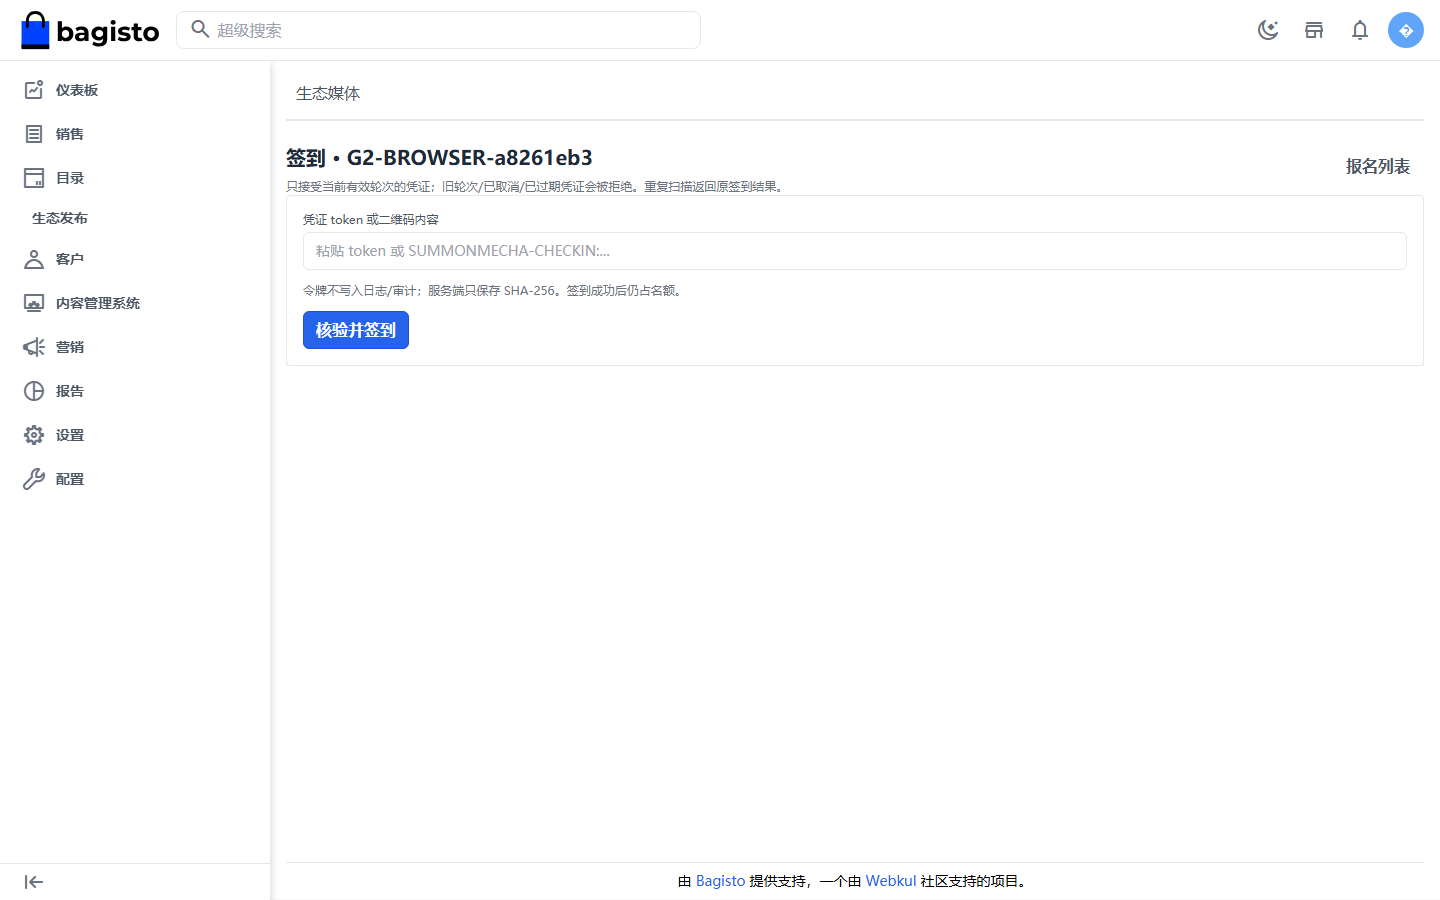 bagisto
超级搜索
仪表板
销售
目录
生态发布
客户
内容管理系统
营销
报告
设置
配置
生态媒体
签到 • G2-BROWSER-a8261eb3
报名列表
只接受当前有效轮次的凭证；旧轮次/已取消/已过期凭证会被拒绝。重复扫描返回原签到结果。
凭证 token 或二维码内容
粘贴 token 或 SUMMONMECHA-CHECKIN:...
令牌不写入日志/审计；服务端只保存 SHA-256。签到成功后仍占名额。
核验并签到
由 Bagisto 提供支持，一个由 Webkul 社区支持的项目。